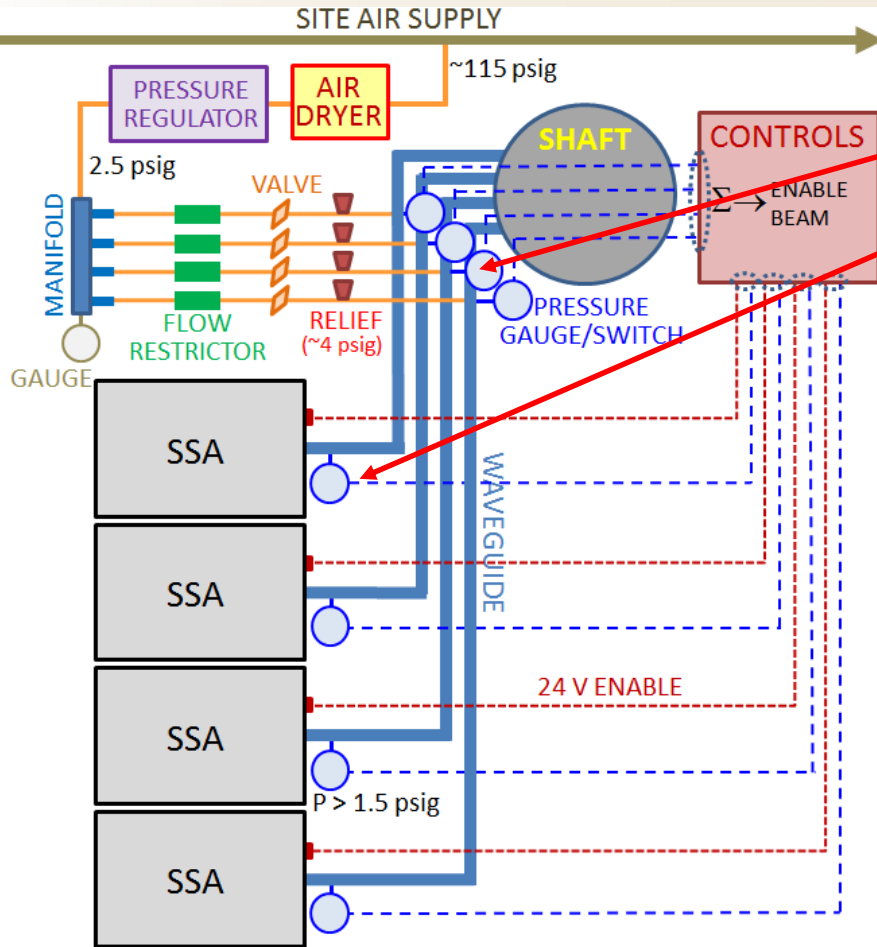 SITE AIR SUPPLY
~115 psig
PRESSURE
REGULATOR
AIR
DRYER
SHAFT
CONTROLS
2.5 psig
VALVE
Σ→ ENABLE
BEAM
MANIFOLD
FLOW
RESTRICTOR
RELIEF
(~4 psig)
PRESSURE
GAUGE/SWITCH
GAUGE
SSA
WAVEGUIDE
SSA
24 V ENABLE
SSA
P > 1.5 psig
SSA